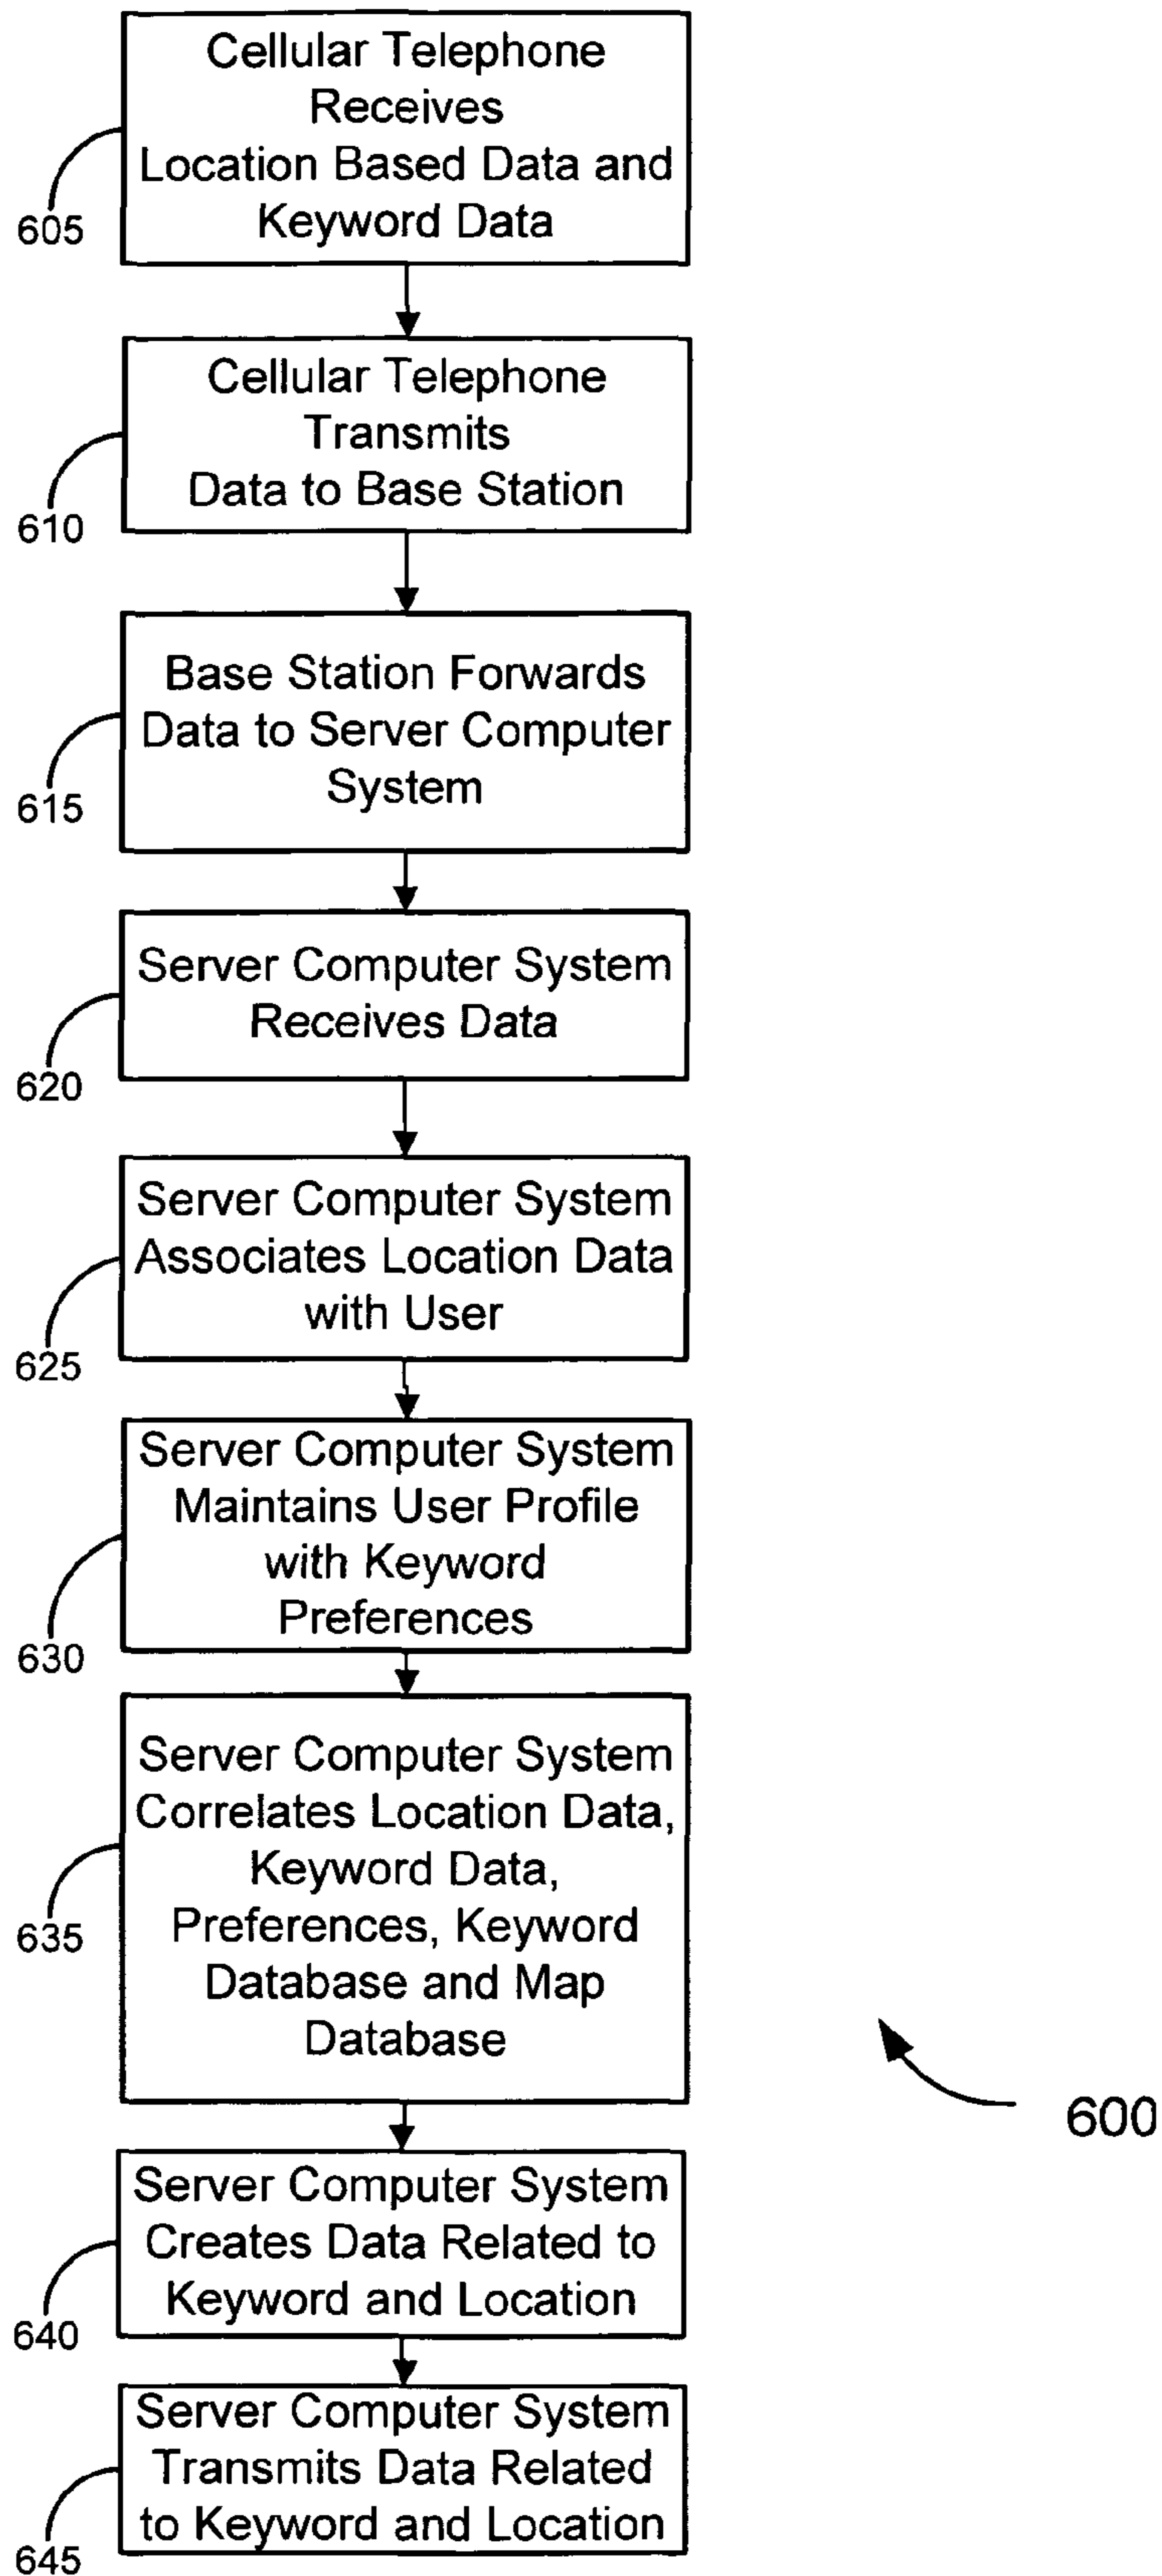 Cellular Telephone
Receives
Location Based Data and
Keyword Data
605
Cellular Telephone
Transmits
Data to Base Station
610
Base Station Forwards
Data to Server Computer
System
615
Server Computer System
Receives Data
620
Server Computer System
Associates Location Data
with User
625
Server Computer System
Maintains User Profile
with Keyword
Preferences
630
Server Computer System
Correlates Location Data,
Keyword Data,
Preferences, Keyword
Database and Map
Database
635
600
Server Computer System
Creates Data Related to
Keyword and Location
640
Server Computer System
Transmits Data Related
to Keyword and Location
645